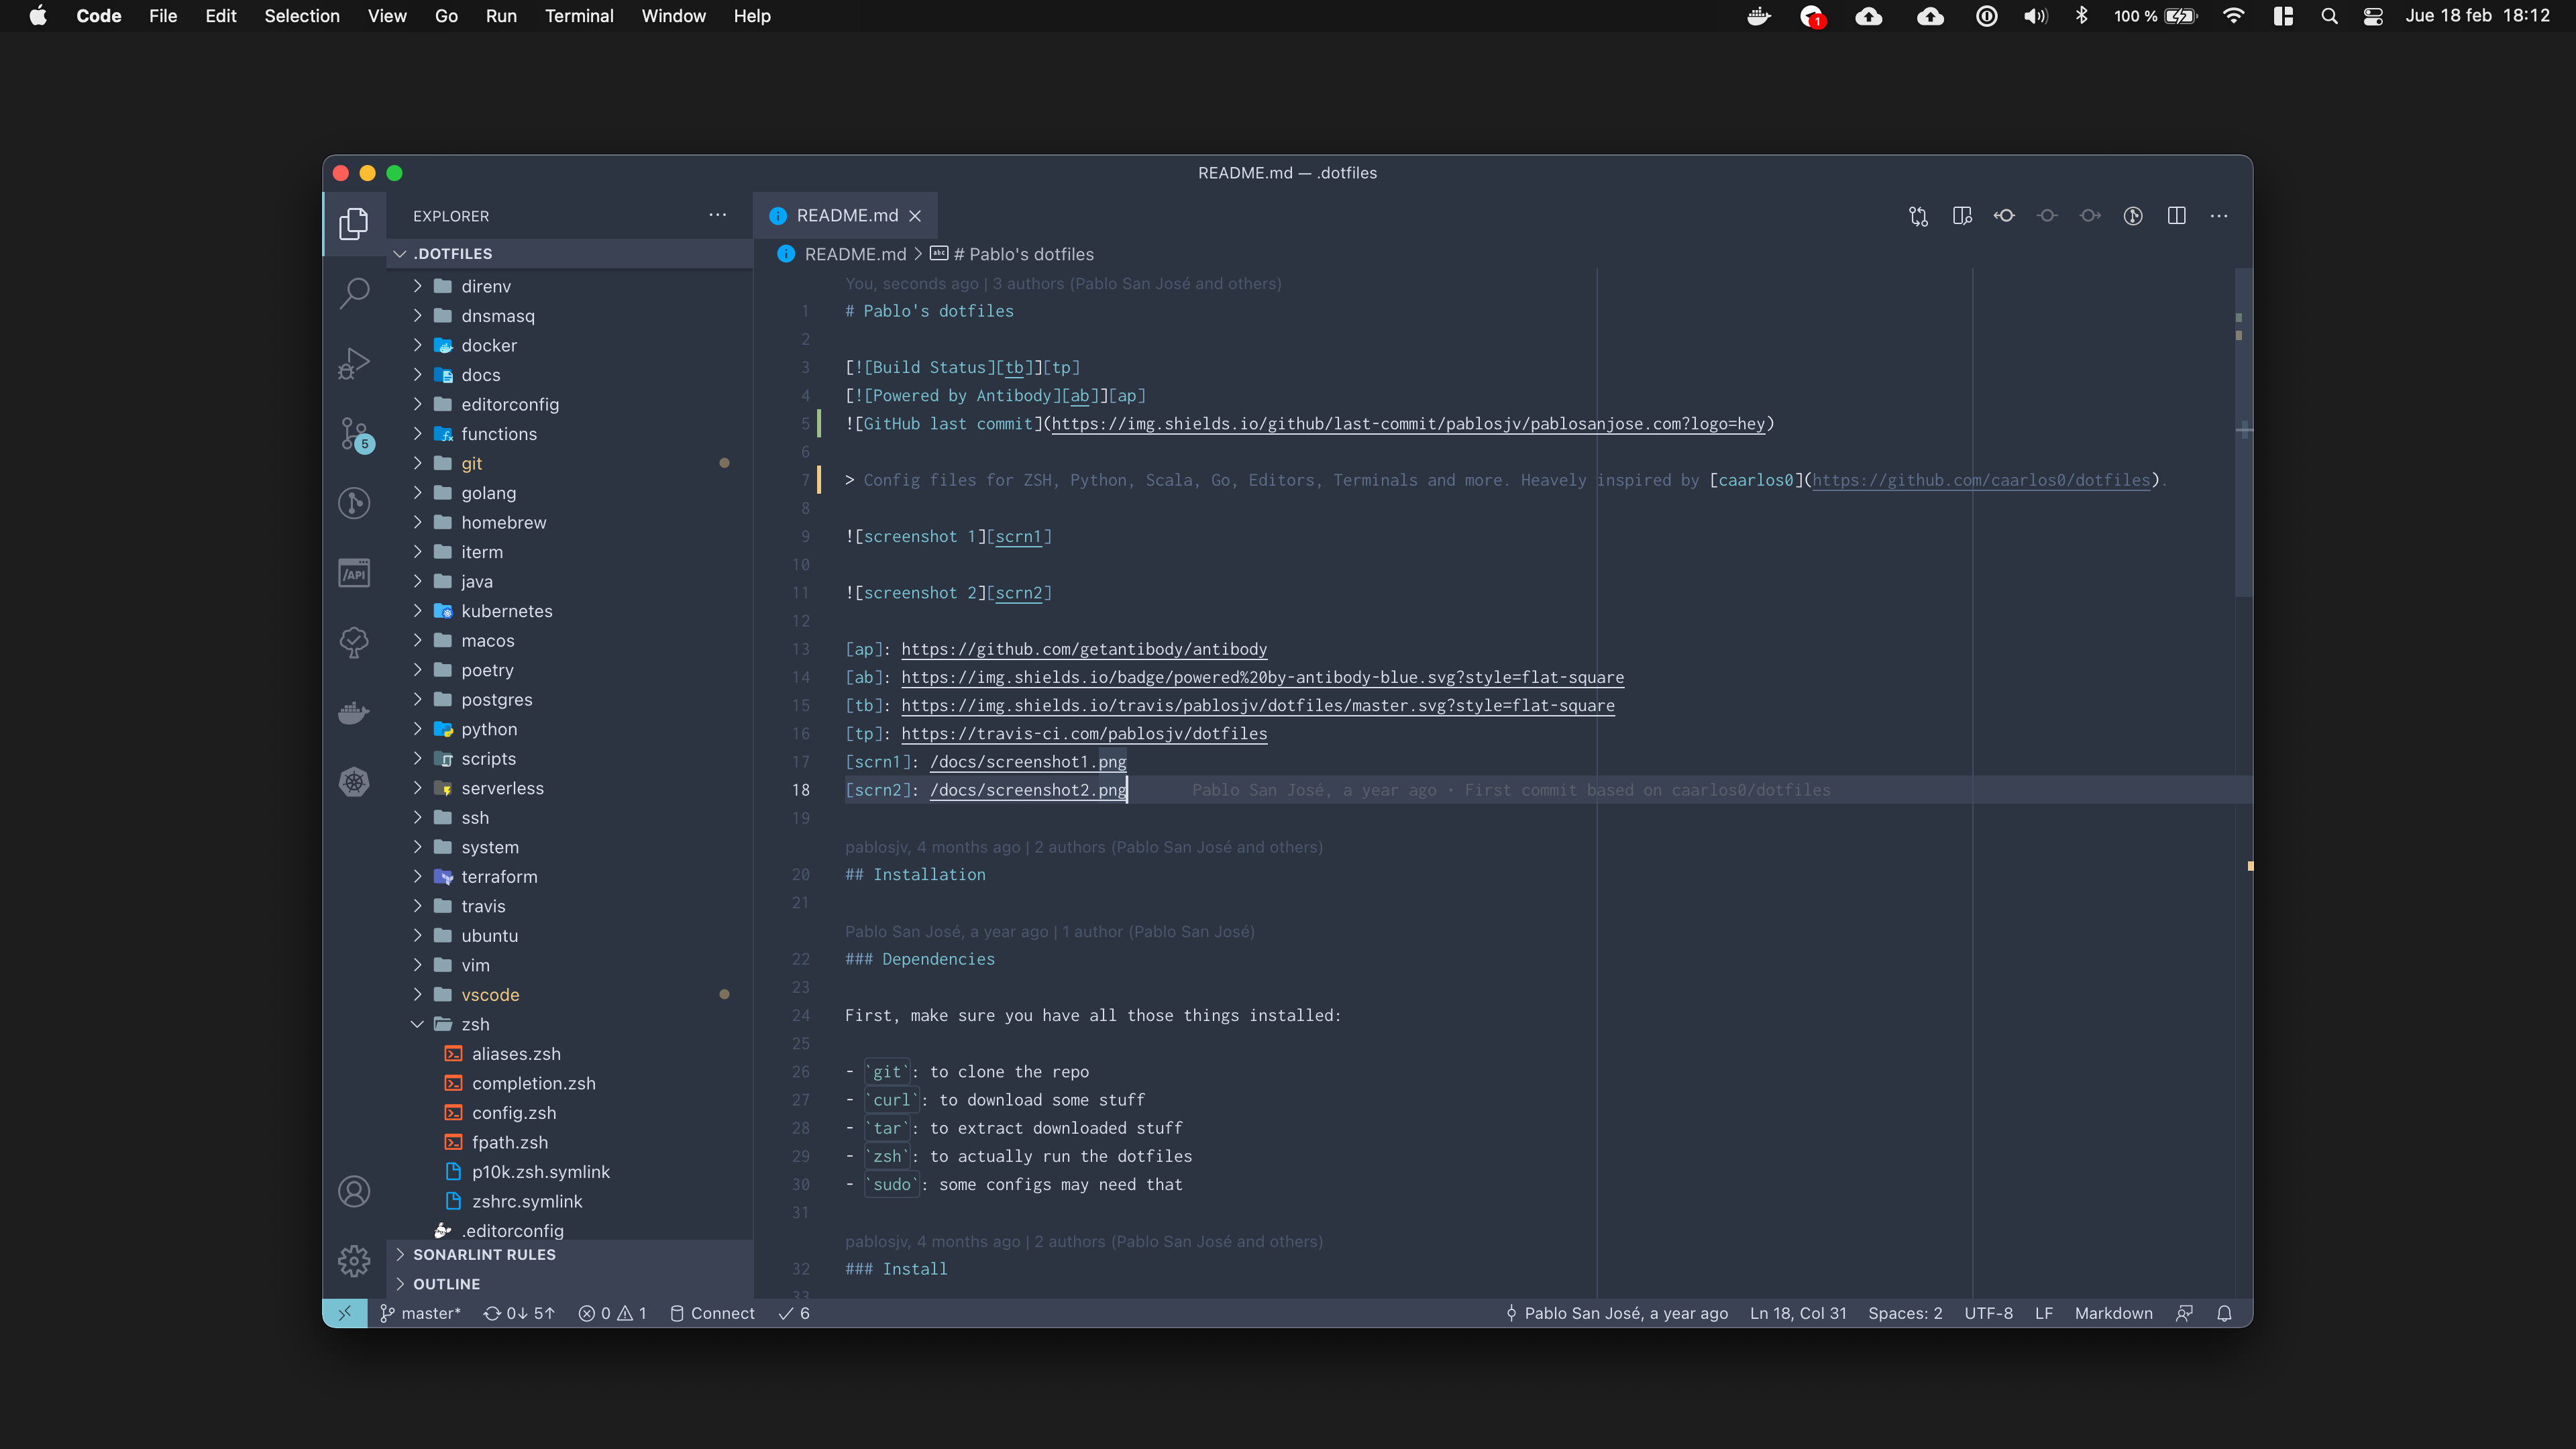 Code File Edit Selection View Go Run Terminal Window Help
1 100 % Jue 18 feb 18:12
README.md — .dotfiles
EXPLORER
README.md
.DOTFILES
README.md > # Pablo's dotfiles
direnv
dnsmasq
docker
docs
editorconfig
functions
git
golang
homebrew
iterm
java
kubernetes
macos
poetry
postgres
python
scripts
serverless
ssh
system
terraform
travis
ubuntu
vim
vscode
zsh
aliases.zsh
completion.zsh
config.zsh
fpath.zsh
p10k.zsh.symlink
zshrc.symlink
.editorconfig
SONARLINT RULES
OUTLINE
5
/API
You, seconds ago | 3 authors (Pablo San José and others)
1 # Pablo's dotfiles
2
3 [![Build Status][tb]][tp]
4 [![Powered by Antibody][ab]][ap]
5 ![GitHub last commit](https://img.shields.io/github/last-commit/pablosjv/pablosanjose.com?logo=hey)
6
7 > Config files for ZSH, Python, Scala, Go, Editors, Terminals and more. Heavely inspired by [caarlos0](https://github.com/caarlos0/dotfiles).
8
9 ![screenshot 1][scrn1]
10
11 ![screenshot 2][scrn2]
12
13 [ap]: https://github.com/getantibody/antibody
14 [ab]: https://img.shields.io/badge/powered%20by-antibody-blue.svg?style=flat-square
15 [tb]: https://img.shields.io/travis/pablosjv/dotfiles/master.svg?style=flat-square
16 [tp]: https://travis-ci.com/pablosjv/dotfiles
17 [scrn1]: /docs/screenshot1.png
18 [scrn2]: /docs/screenshot2.png Pablo San José, a year ago • First commit based on caarlos0/dotfiles
19
pablosjv, 4 months ago | 2 authors (Pablo San José and others)
20 ## Installation
21
Pablo San José, a year ago | 1 author (Pablo San José)
22 ### Dependencies
23
24 First, make sure you have all those things installed:
25
26 - `git`: to clone the repo
27 - `curl`: to download some stuff
28 - `tar`: to extract downloaded stuff
29 - `zsh`: to actually run the dotfiles
30 - `sudo`: some configs may need that
31
pablosjv, 4 months ago | 2 authors (Pablo San José and others)
32 ### Install
33
master* 0↓ 5↑ 0 1 Connect 6 Pablo San José, a year ago Ln 18, Col 31 Spaces: 2 UTF-8 LF Markdown